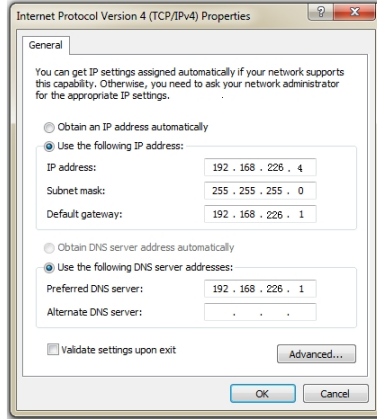 Internet Protocol Version 4 (TCP/IPv4) Properties
General
You can get IP settings assigned automatically if your network supports
this capability. Otherwise, you need to ask your network administrator
for the appropriate IP settings.
Obtain an IP address automatically
Use the following IP address:
IP address: 192 . 168 . 226 . 4
Subnet mask: 255 . 255 . 255 . 0
Default gateway: 192 . 168 . 226 . 1
Obtain DNS server address automatically
Use the following DNS server addresses:
Preferred DNS server: 192 . 168 . 226 . 1
Alternate DNS server: . . .
Validate settings upon exit
Advanced...
OK Cancel